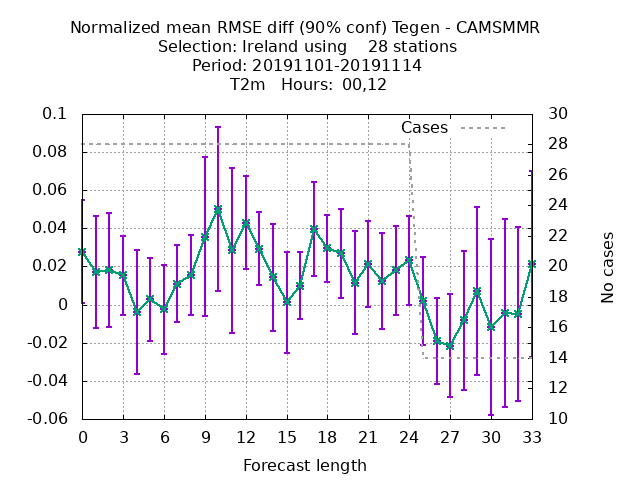 Normalized mean RMSE diff (90% conf) Tegen - CAMSMMR
Selection: Ireland using 28 stations
Period: 20191101-20191114
T2m Hours: 00,12
Cases
0.1
0.08
0.06
0.04
0.02
0
-0.02
-0.04
-0.06
30
28
26
24
22
20
18
16
14
12
10
No cases
0 3 6 9 12 15 18 21 24 27 30 33
Forecast length